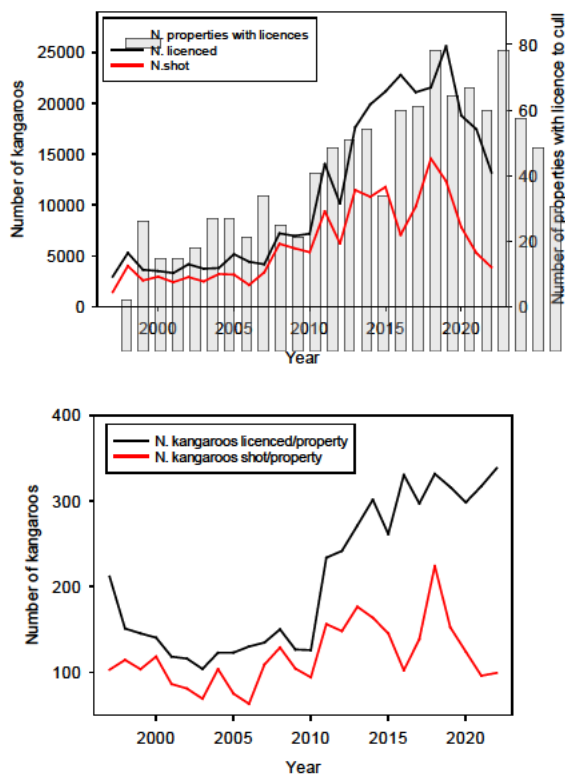 N. properties with licences
N. licenced
N.shot
25000
20000
15000
10000
5000
0
Number of kangaroos
80
60
40
20
0
Number of properties with licence to cull
2000 2005 2010 2015 2020
Year
400
300
200
100
Number of kangaroos
N. kangaroos licenced/property
N. kangaroos shot/property
2000 2005 2010 2015 2020
Year